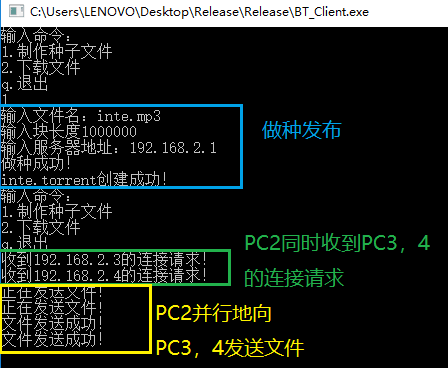 C:\Users\LENOVO\Desktop\Release\Release\BT_Client.exe
输入命令:
1.制作种子文件
2.下载文件
q.退出
1
输入文件名: inte.mp3
输入块长度1000000
输入服务器地址: 192.168.2.1
做种成功!
inte.torrent创建成功!
做种发布
输入命令:
1.制作种子文件
2.下载文件
q.退出
收到192.168.2.3的连接请求!
收到192.168.2.4的连接请求!
PC2同时收到PC3，4
的连接请求
正在发送文件!
正在发送文件!
文件发送成功!
文件发送成功!
PC2并行地向
PC3，4发送文件